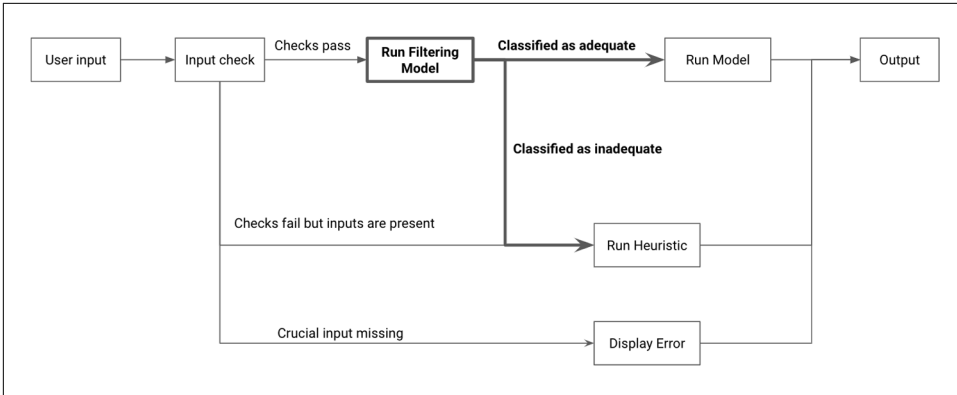 User input
Input check
Checks pass
Run Filtering
Model
Classified as adequate
Run Model
Output
Classified as inadequate
Checks fail but inputs are present
Run Heuristic
Crucial input missing
Display Error